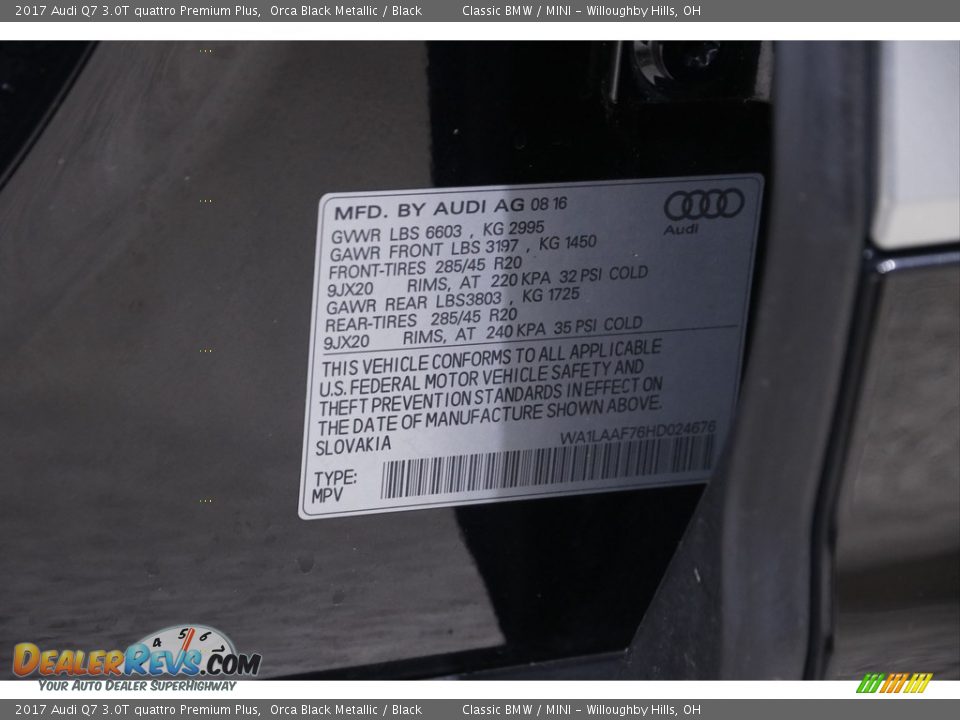 2017 Audi Q7 3.0T quattro Premium Plus, Orca Black Metallic / Black Classic BMW / MINI - Willoughby Hills, OH
MFD. BY AUDI AG 08 16
Audi
GVWR LBS 6603 , KG 2995
GAWR FRONT LBS 3197 , KG 1450
FRONT-TIRES 285/45 R20
9JX20 RIMS, AT 220 KPA 32 PSI COLD
GAWR REAR LBS3803 , KG 1725
REAR-TIRES 285/45 R20
9JX20 RIMS, AT 240 KPA 35 PSI COLD
THIS VEHICLE CONFORMS TO ALL APPLICABLE
U.S. FEDERAL MOTOR VEHICLE SAFETY AND
THEFT PREVENTION STANDARDS IN EFFECT ON
THE DATE OF MANUFACTURE SHOWN ABOVE.
SLOVAKIA WA1LAAF76HD024676
TYPE:
MPV
4 5 6
DEALERREVS.COM
YOUR AUTO DEALER SUPERHIGHWAY
2017 Audi Q7 3.0T quattro Premium Plus, Orca Black Metallic / Black Classic BMW / MINI - Willoughby Hills, OH